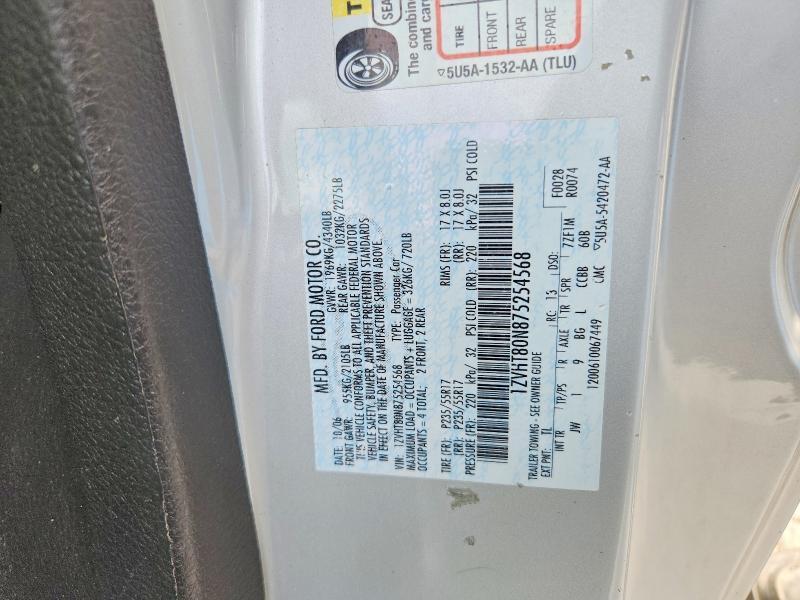 SEA
The combine
and car
TIRE
FRONT
REAR
SPARE
5U5A-1532-AA (TLU)
MFD. BY FORD MOTOR CO.
DATE: 10/06 GVWR: 1969KG/4340LB
FRONT GAWR: 955KG/2105LB REAR GAWR: 1032KG/2275LB
THIS VEHICLE CONFORMS TO ALL APPLICABLE FEDERAL MOTOR
VEHICLE SAFETY, BUMPER, AND THEFT PREVENTION STANDARDS
IN EFFECT ON THE DATE OF MANUFACTURE SHOWN ABOVE.
VIN: 1ZVHT80N875254568 TYPE: Passenger Car
MAXIMUM LOAD = OCCUPANTS + LUGGAGE = 326KG/720LB
OCCUPANTS = 4 TOTAL: 2 FRONT, 2 REAR
TIRE (FR): P235/55R17 RIMS (FR): 17 X 8.0J
(RR): P235/55R17 (RR): 17 X 8.0J
PRESSURE (FR): 220 kPa/ 32 PSI COLD (RR): 220 kPa/ 32 PSI COLD
1ZVHT80N875254568
TRAILER TOWING - SEE OWNER GUIDE F0028
EXT PNT: TL RC: 13 DSO: R0074
INT TR TP/PS R AXLE TR SPR 7ZF1M
JW 1 9 BG L CCBB 60B
1200610067449 CMC 5U5A-5420472-AA